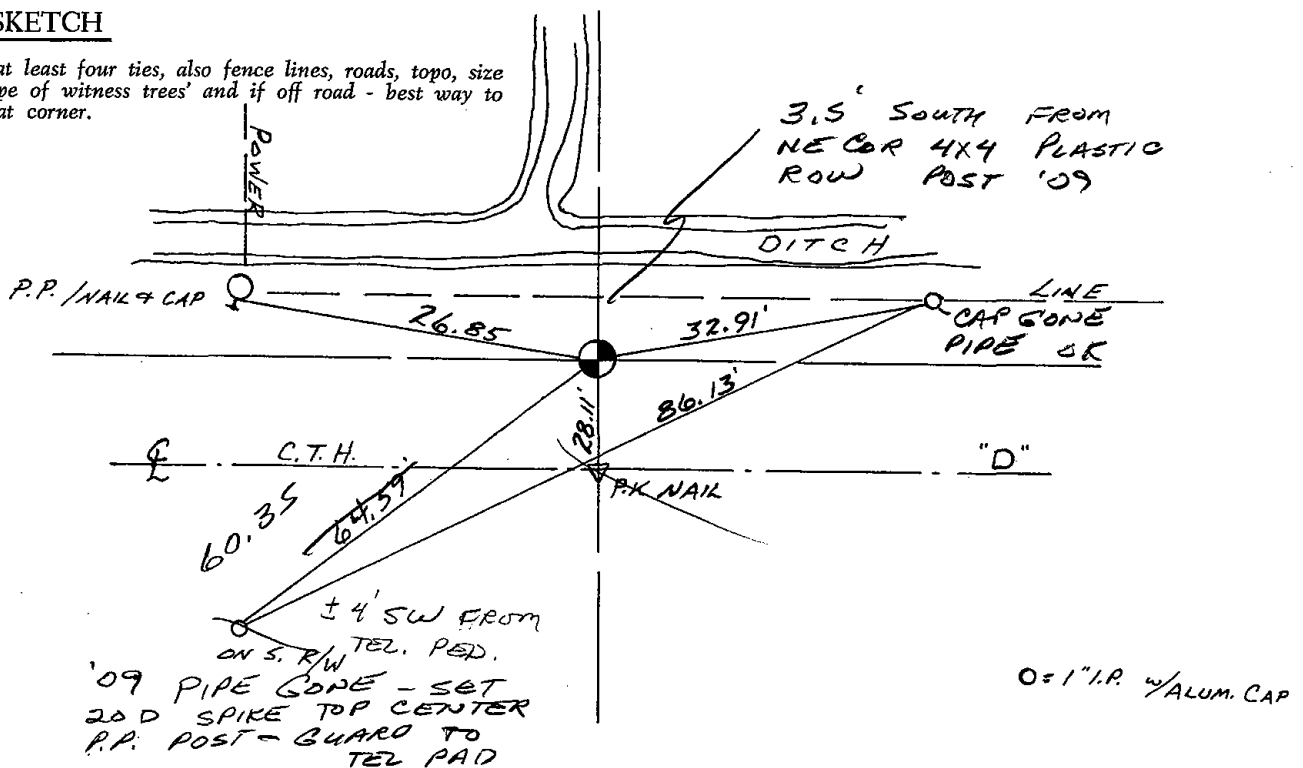 SKETCH
at least four ties, also fence lines, roads, topo, size
pe of witness trees' and if off road - best way to
at corner.
POWER
3.5' SOUTH FROM
NE COR 4X4 PLASTIC
ROW POST '09
DITCH
P.P. /NAIL & CAP
26.85
32.91'
LINE
CAP GONE
PIPE OK
28.11'
86.13'
℄ C.T.H. "D"
P.K NAIL
60.35
64.59'
± 4' SW FROM
TEL. PED.
ON S. R/W
'09 PIPE GONE - SET
20 D SPIKE TOP CENTER
P.P. POST - GUARD TO
TEL PAD
O = 1" I.P. W/ALUM. CAP